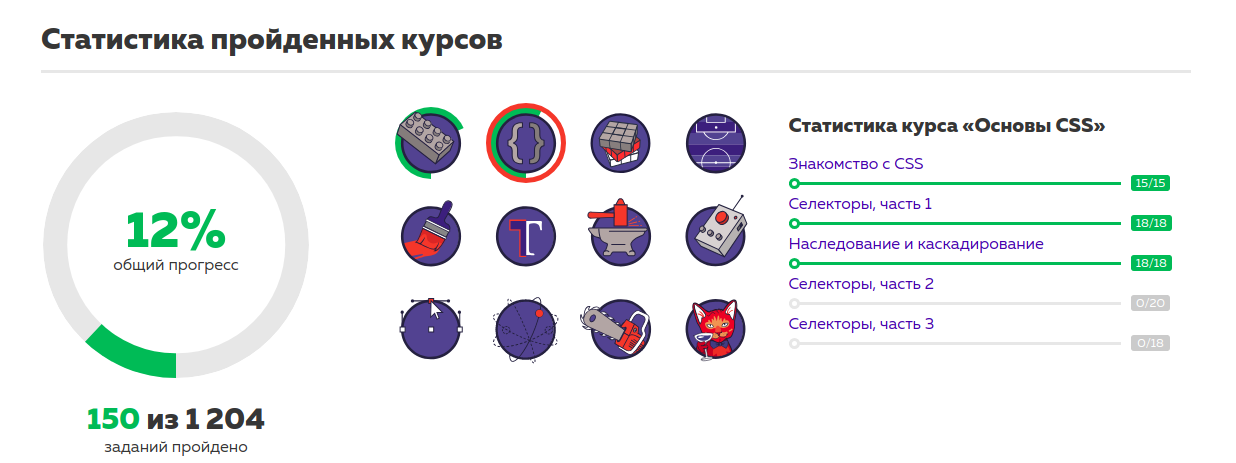 Статистика пройденных курсов
12%
общий прогресс
150 из 1 204
заданий пройдено
{}
T
Статистика курса «Основы CSS»
Знакомство с CSS
15/15
Селекторы, часть 1
18/18
Наследование и каскадирование
18/18
Селекторы, часть 2
0/20
Селекторы, часть 3
0/18